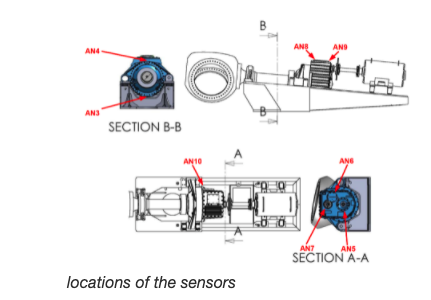 B
AN4
AN8
AN9
AN3
B
SECTION B-B
A
AN10
AN6
A
AN7
AN5
SECTION A-A
locations of the sensors